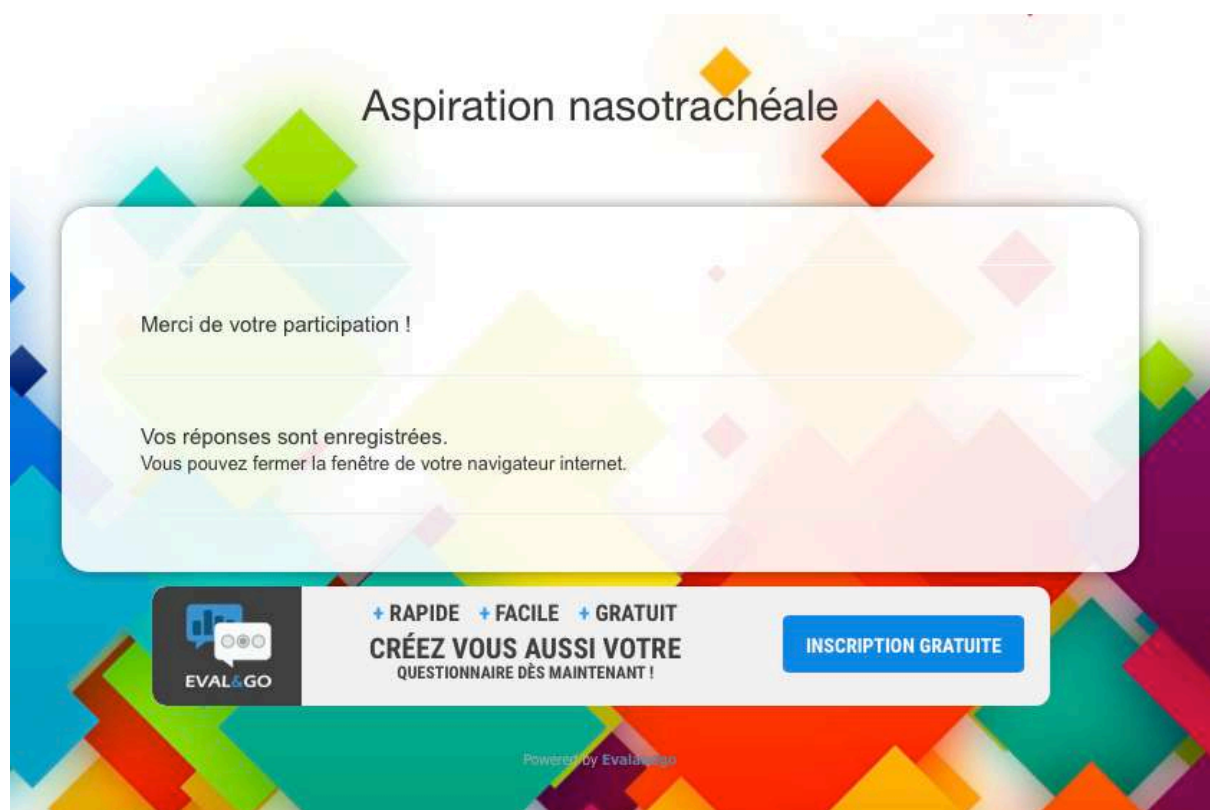 Aspiration nasotrachéale
Merci de votre participation !
Vos réponses sont enregistrées.
Vous pouvez fermer la fenêtre de votre navigateur internet.
+ RAPIDE + FACILE + GRATUIT
CRÉEZ VOUS AUSSI VOTRE
QUESTIONNAIRE DÈS MAINTENANT !
INSCRIPTION GRATUITE
EVAL&GO
Powered by Evalandgo